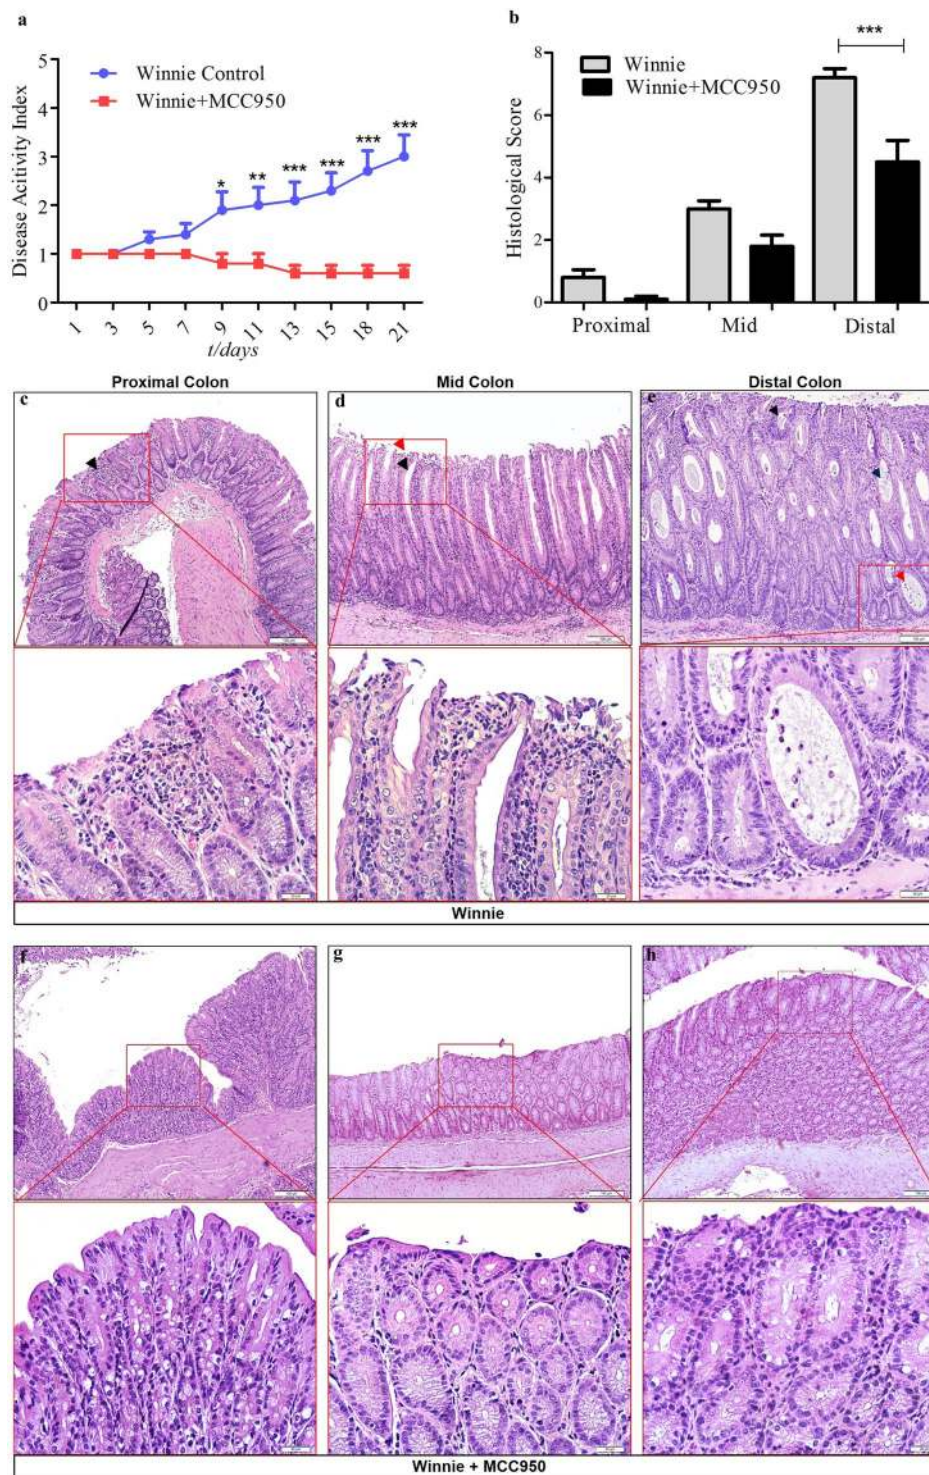 a
5
4
3
2
1
0
Disease Acitivity Index
Winnie Control
Winnie+MCC950
*
**
***
***
***
***
1
3
5
7
9
11
13
15
18
21
t/days
b
8
6
4
2
0
Histological Score
Winnie
Winnie+MCC950
***
Proximal
Mid
Distal
Proximal Colon
Mid Colon
Distal Colon
c
d
e
Winnie
f
g
h
Winnie + MCC950